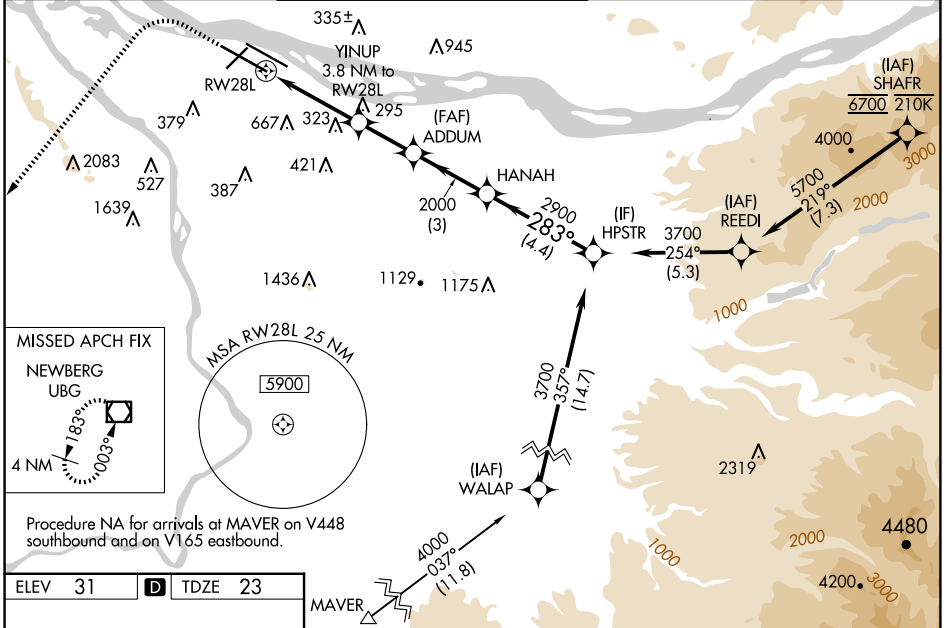 335±
945
YINUP
3.8 NM to
RW28L
RW28L
295
379
667
323
(FAF)
ADDUM
(IAF)
SHAFR
6700 210K
4000
3000
2083
527
387
421
HANAH
1639
2000
(3)
2900
283°
(4.4)
(IF)
HPSTR
3700
254°
(5.3)
(IAF)
REEDI
5700
219°
(7.3)
2000
1436
1129
1175
1000
MISSED APCH FIX
NEWBERG
UBG
183°
003°
4 NM
MSA RW28L 25 NM
5900
3700
357°
(14.7)
(IAF)
WALAP
2319
Procedure NA for arrivals at MAVER on V448
southbound and on V165 eastbound.
4000
037°
(11.8)
MAVER
1000
2000
4480
4200
3000
ELEV 31 D TDZE 23